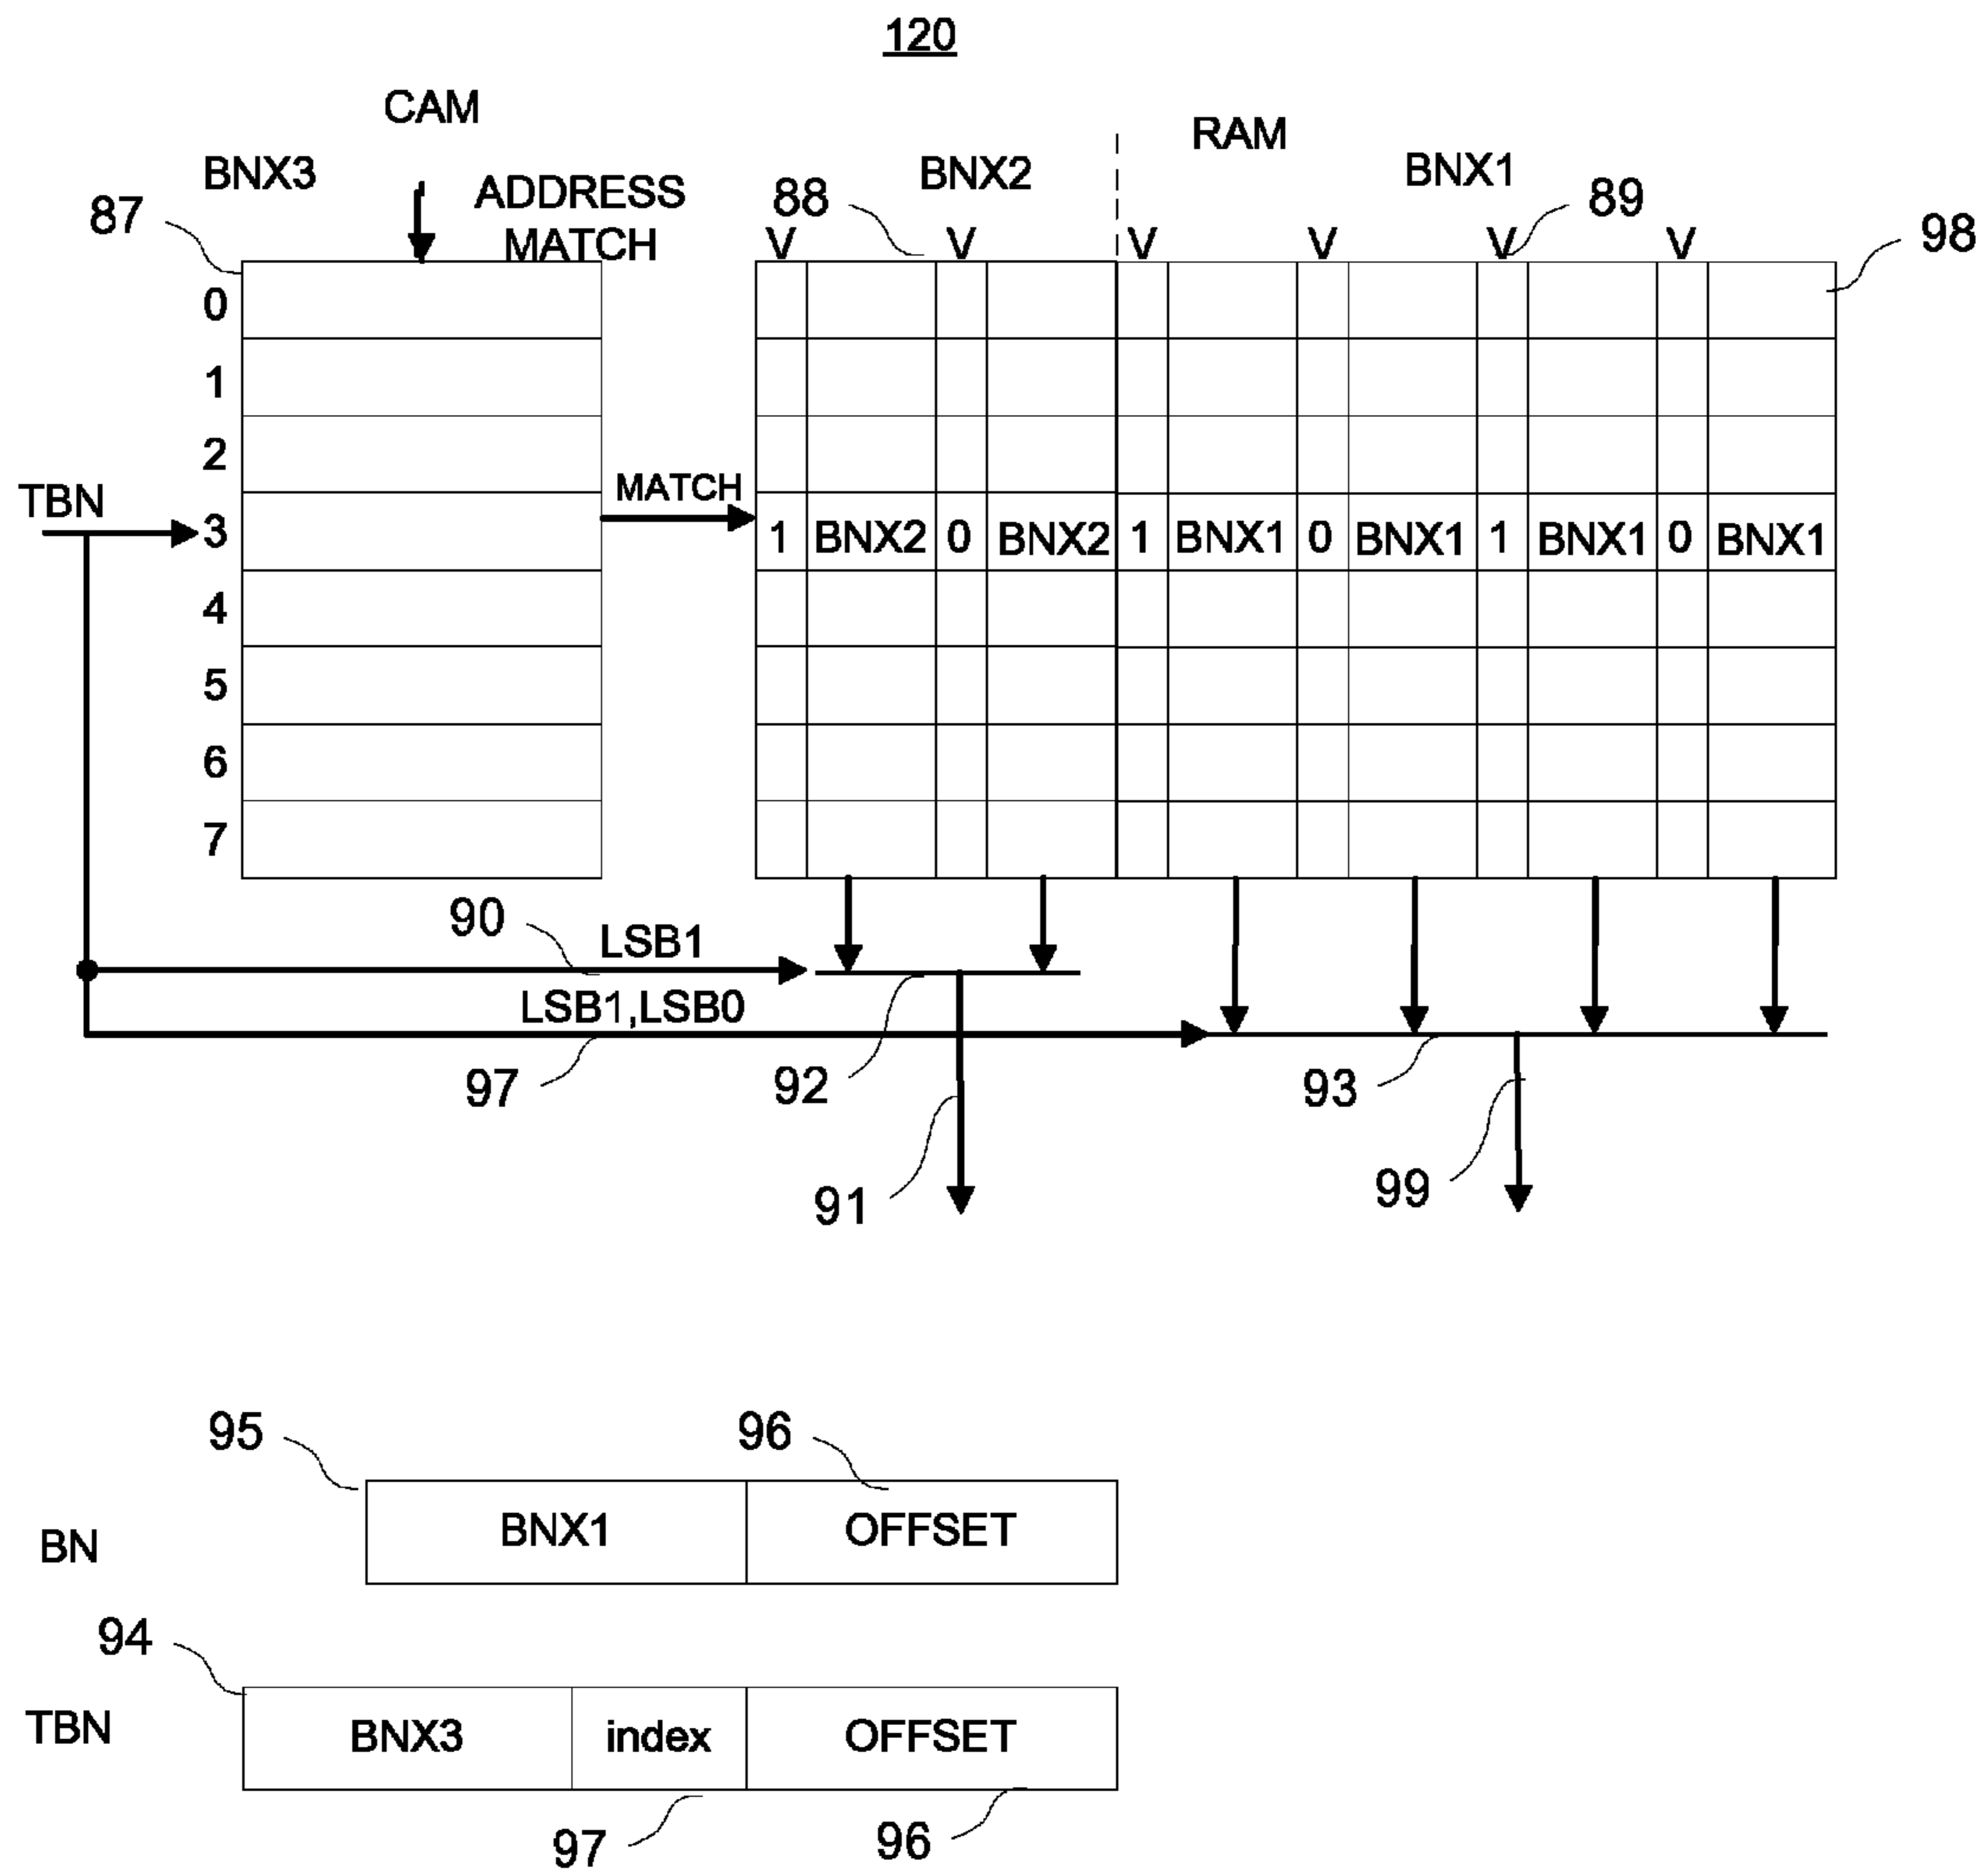 120
CAM
RAM
BNX3
BNX2
BNX1
ADDRESS
MATCH
87
88
89
98
V V V V V V
0
1
2
TBN
MATCH
3
1 BNX2 0 BNX2 1 BNX1 0 BNX1 1 BNX1 0 BNX1
4
5
6
7
90
LSB1
LSB1,LSB0
97
92
93
91
99
95
96
BN
BNX1 OFFSET
94
TBN
BNX3 index OFFSET
97
96